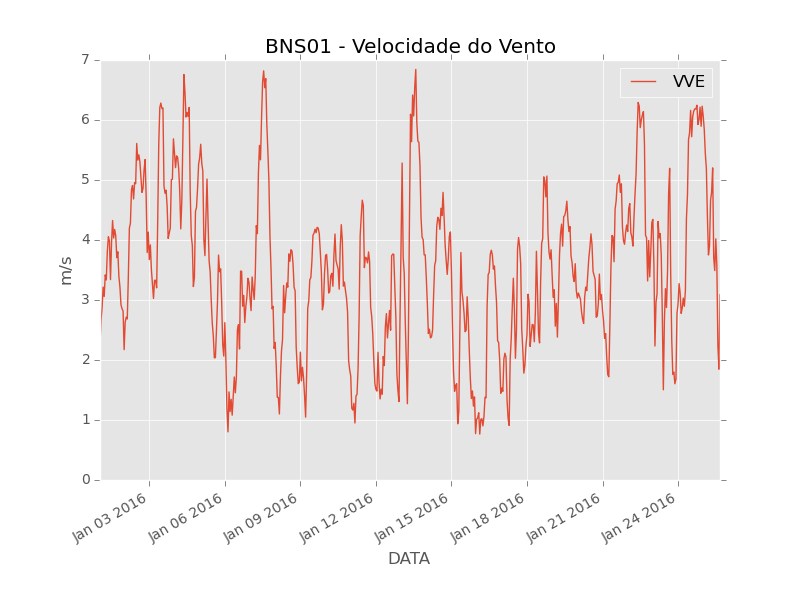 BNS01 - Velocidade do Vento
VVE
7
6
5
4
3
2
1
0
m/s
Jan 03 2016
Jan 06 2016
Jan 09 2016
Jan 12 2016
Jan 15 2016
Jan 18 2016
Jan 21 2016
Jan 24 2016
DATA